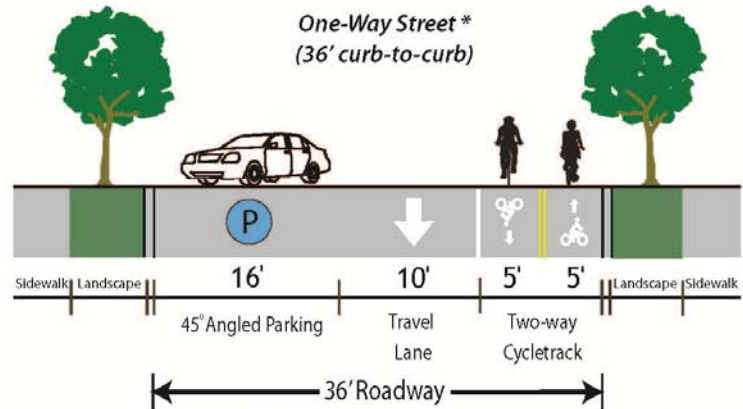 One-Way Street *
(36' curb-to-curb)
P
16' 10' 5' 5'
Sidewalk Landscape Landscape Sidewalk
45° Angled Parking Travel Lane Two-way Cycletrack
36' Roadway